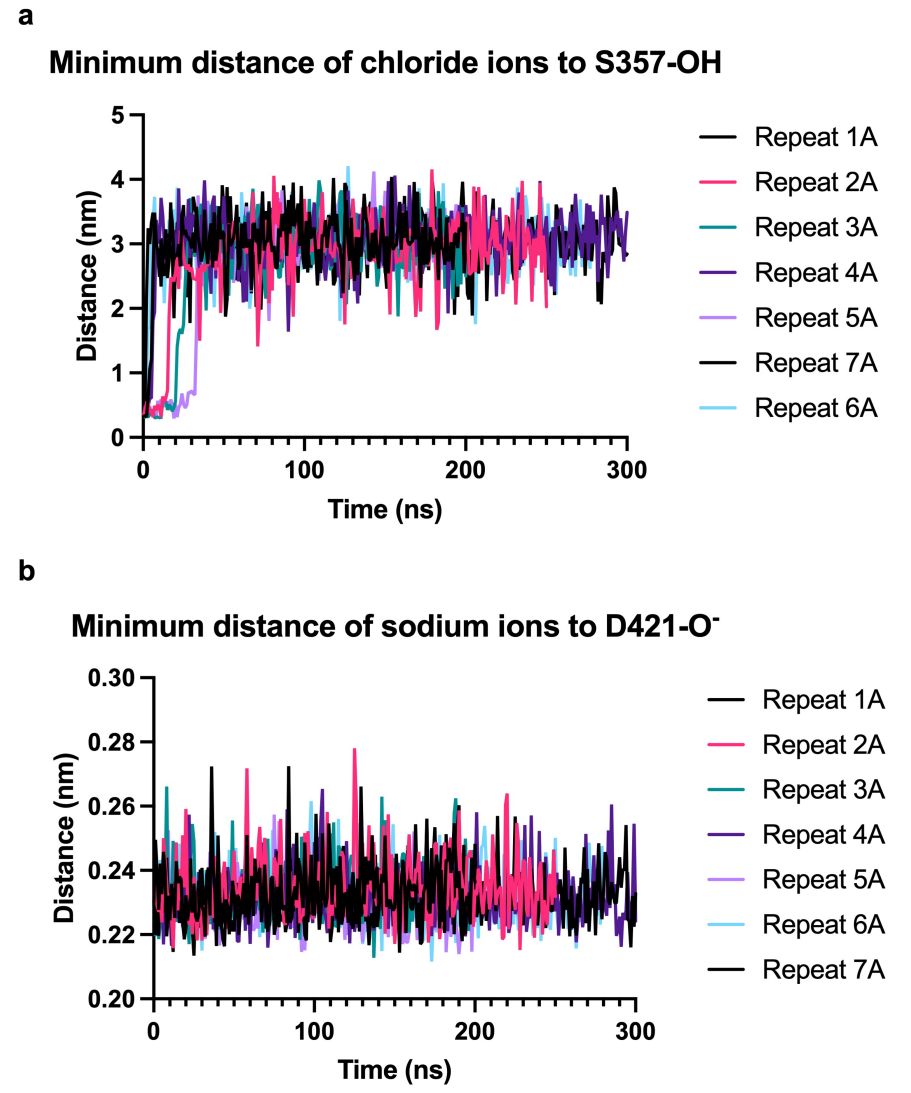 a
Minimum distance of chloride ions to S357-OH
5
4
3
2
1
0
Distance (nm)
0 100 200 300
Time (ns)
Repeat 1A
Repeat 2A
Repeat 3A
Repeat 4A
Repeat 5A
Repeat 7A
Repeat 6A
b
Minimum distance of sodium ions to D421-O⁻
0.30
0.28
0.26
0.24
0.22
0.20
Distance (nm)
0 100 200 300
Time (ns)
Repeat 1A
Repeat 2A
Repeat 3A
Repeat 4A
Repeat 5A
Repeat 6A
Repeat 7A